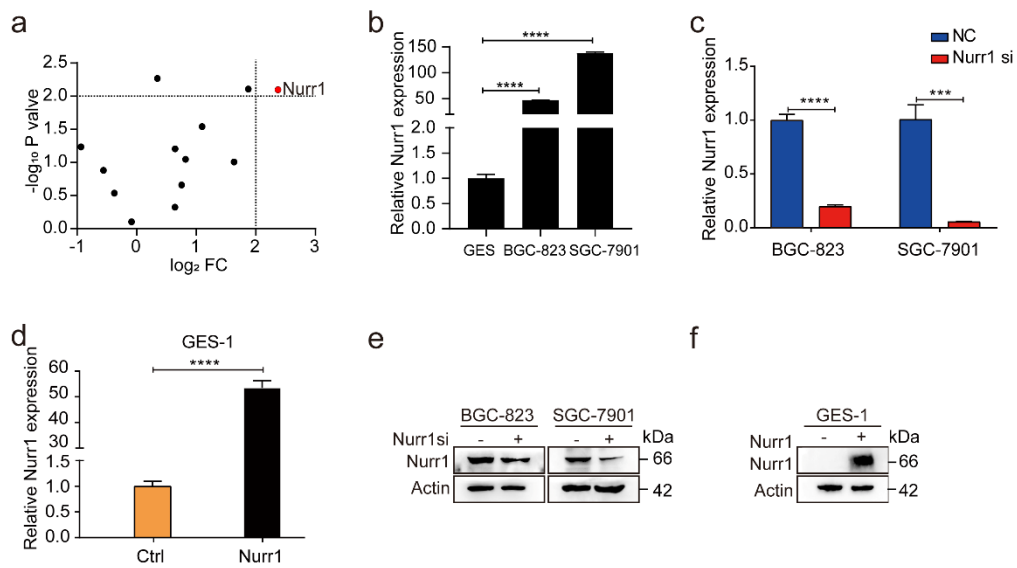 a
2.5
2.0
1.5
1.0
0.5
0.0
-log₁₀ P valve
Nurr1
-1
0
1
2
3
log₂ FC
b
150
100
50
2.0
1.5
1.0
0.5
0.0
Relative Nurr1 expression
****
****
GES
BGC-823
SGC-7901
c
NC
Nurr1 si
1.5
1.0
0.5
0.0
Relative Nurr1 expression
****
***
BGC-823
SGC-7901
d
GES-1
60
50
40
30
1.5
1.0
0.5
0.0
Relative Nurr1 expression
****
Ctrl
Nurr1
e
BGC-823 SGC-7901
Nurr1si - + - + kDa
Nurr1 66
Actin 42
f
GES-1
Nurr1 - + kDa
Nurr1 66
Actin 42